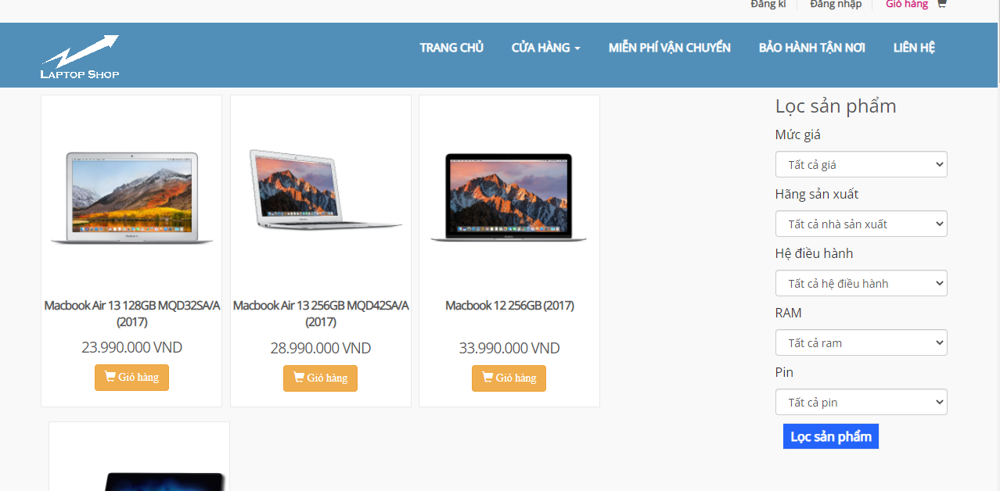 Đăng kí Đăng nhập Giỏ hàng
LAPTOP SHOP
TRANG CHỦ CỬA HÀNG MIỄN PHÍ VẬN CHUYỂN BẢO HÀNH TẬN NƠI LIÊN HỆ
Macbook Air 13 128GB MQD32SA/A
(2017)
23.990.000 VND
Giỏ hàng
Macbook Air 13 256GB MQD42SA/A
(2017)
28.990.000 VND
Giỏ hàng
Macbook 12 256GB (2017)
33.990.000 VND
Giỏ hàng
Lọc sản phẩm
Mức giá
Tất cả giá
Hãng sản xuất
Tất cả nhà sản xuất
Hệ điều hành
Tất cả hệ điều hành
RAM
Tất cả ram
Pin
Tất cả pin
Lọc sản phẩm